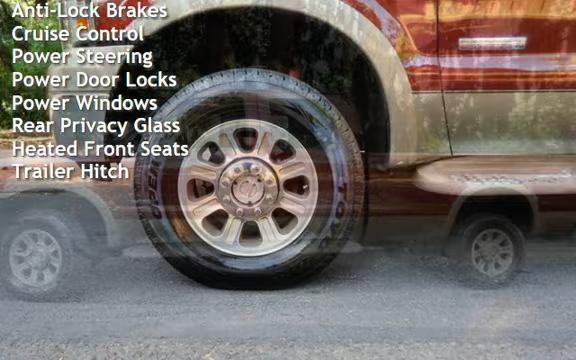 Anti-Lock Brakes
Cruise Control
Power Steering
Power Door Locks
Power Windows
Rear Privacy Glass
Heated Front Seats
Trailer Hitch